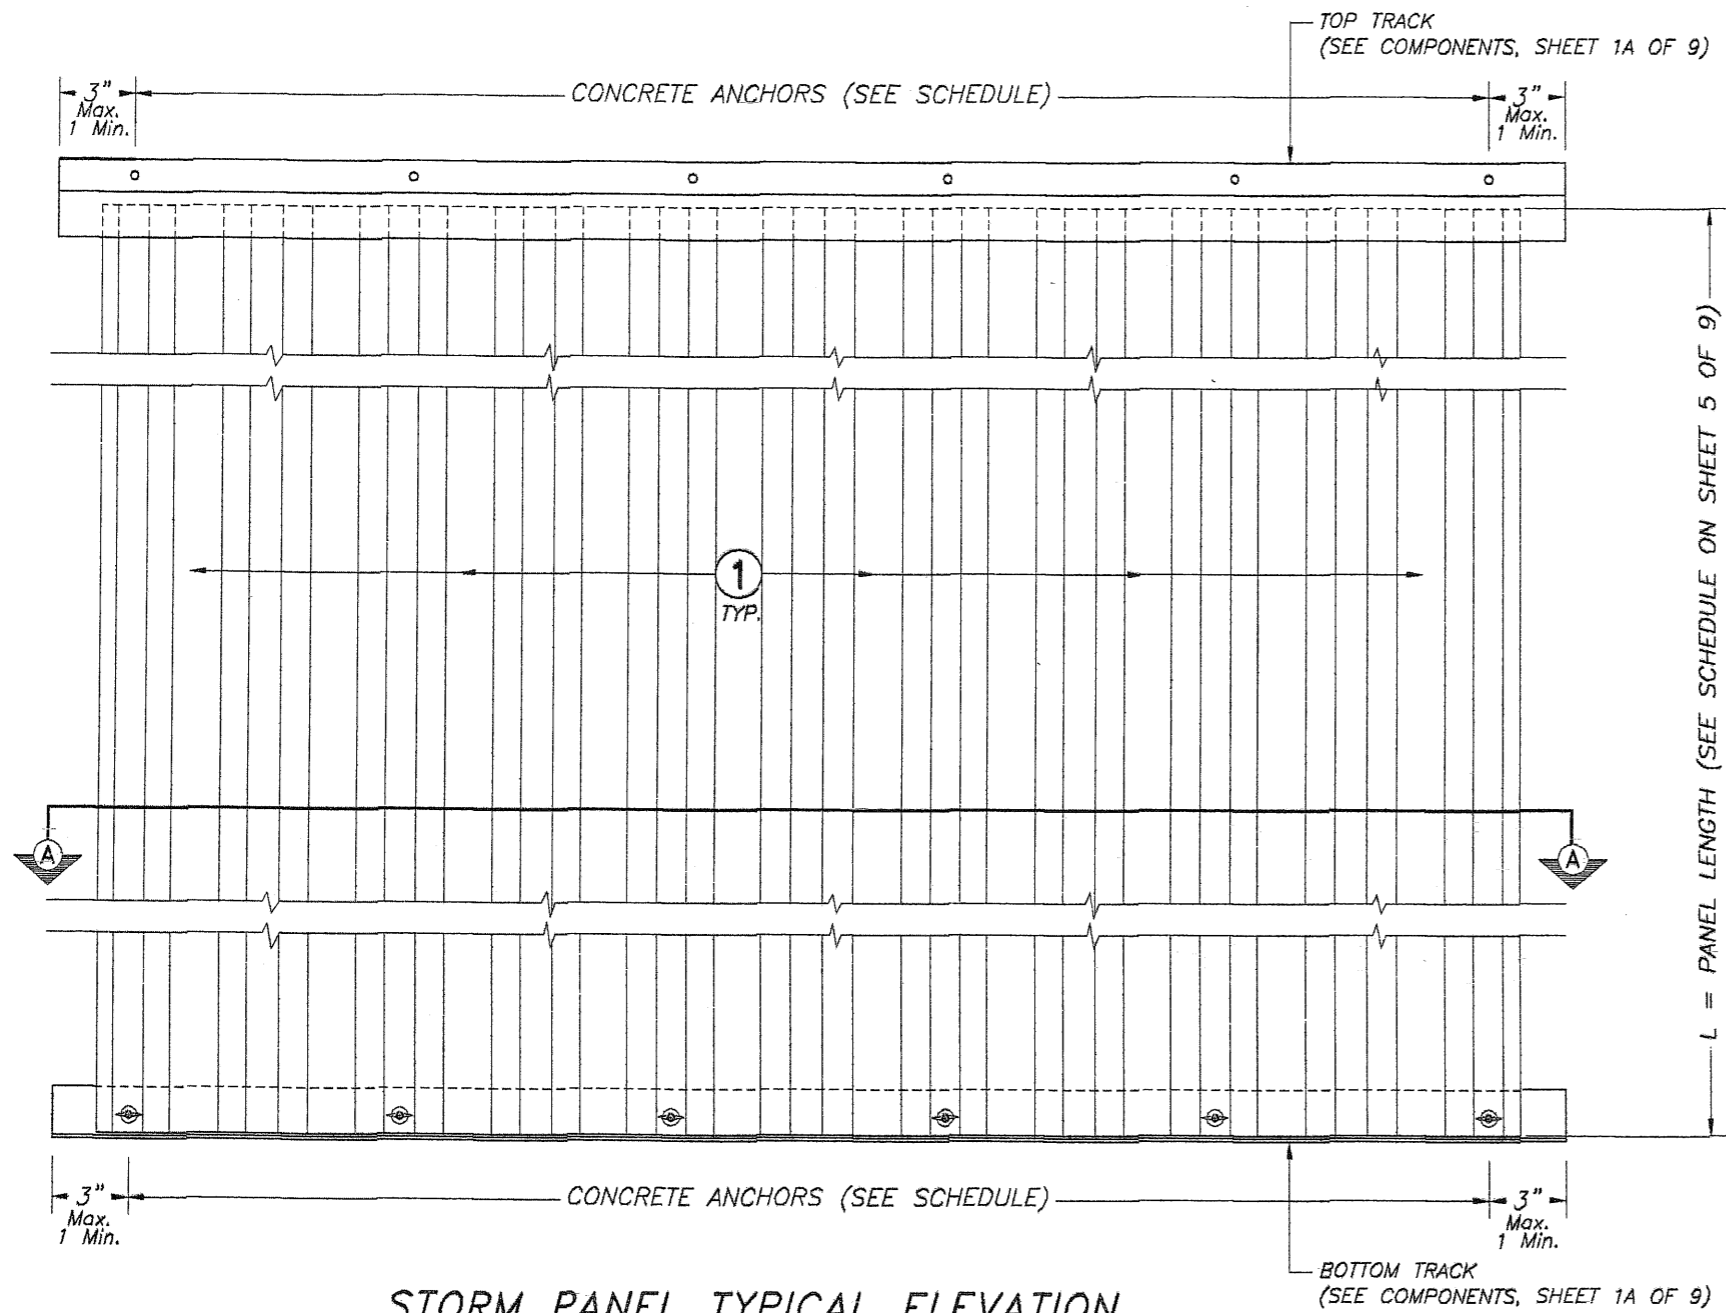 TOP TRACK
(SEE COMPONENTS, SHEET 1A OF 9)
3"
Max.
1 Min.
CONCRETE ANCHORS (SEE SCHEDULE)
3"
Max.
1 Min.
L = PANEL LENGTH (SEE SCHEDULE ON SHEET 5 OF 9)
1
TYP.
A
A
3"
Max.
1 Min.
CONCRETE ANCHORS (SEE SCHEDULE)
3"
Max.
1 Min.
BOTTOM TRACK
(SEE COMPONENTS, SHEET 1A OF 9)
STORM PANEL TYPICAL ELEVATION